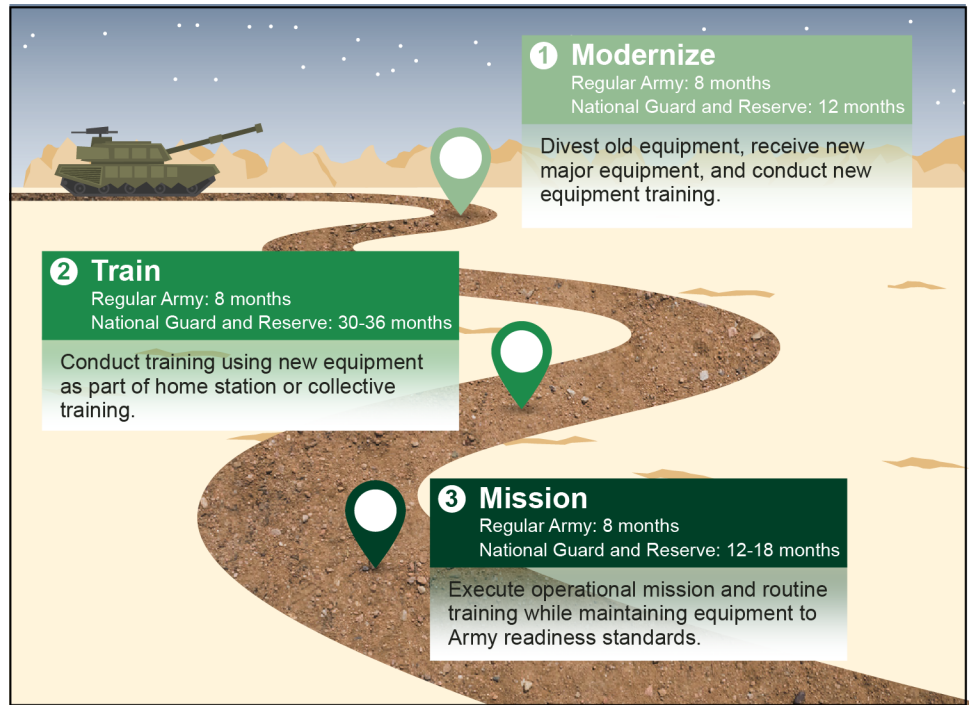 1 Modernize
Regular Army: 8 months
National Guard and Reserve: 12 months
Divest old equipment, receive new
major equipment, and conduct new
equipment training.
2 Train
Regular Army: 8 months
National Guard and Reserve: 30-36 months
Conduct training using new equipment
as part of home station or collective
training.
3 Mission
Regular Army: 8 months
National Guard and Reserve: 12-18 months
Execute operational mission and routine
training while maintaining equipment to
Army readiness standards.